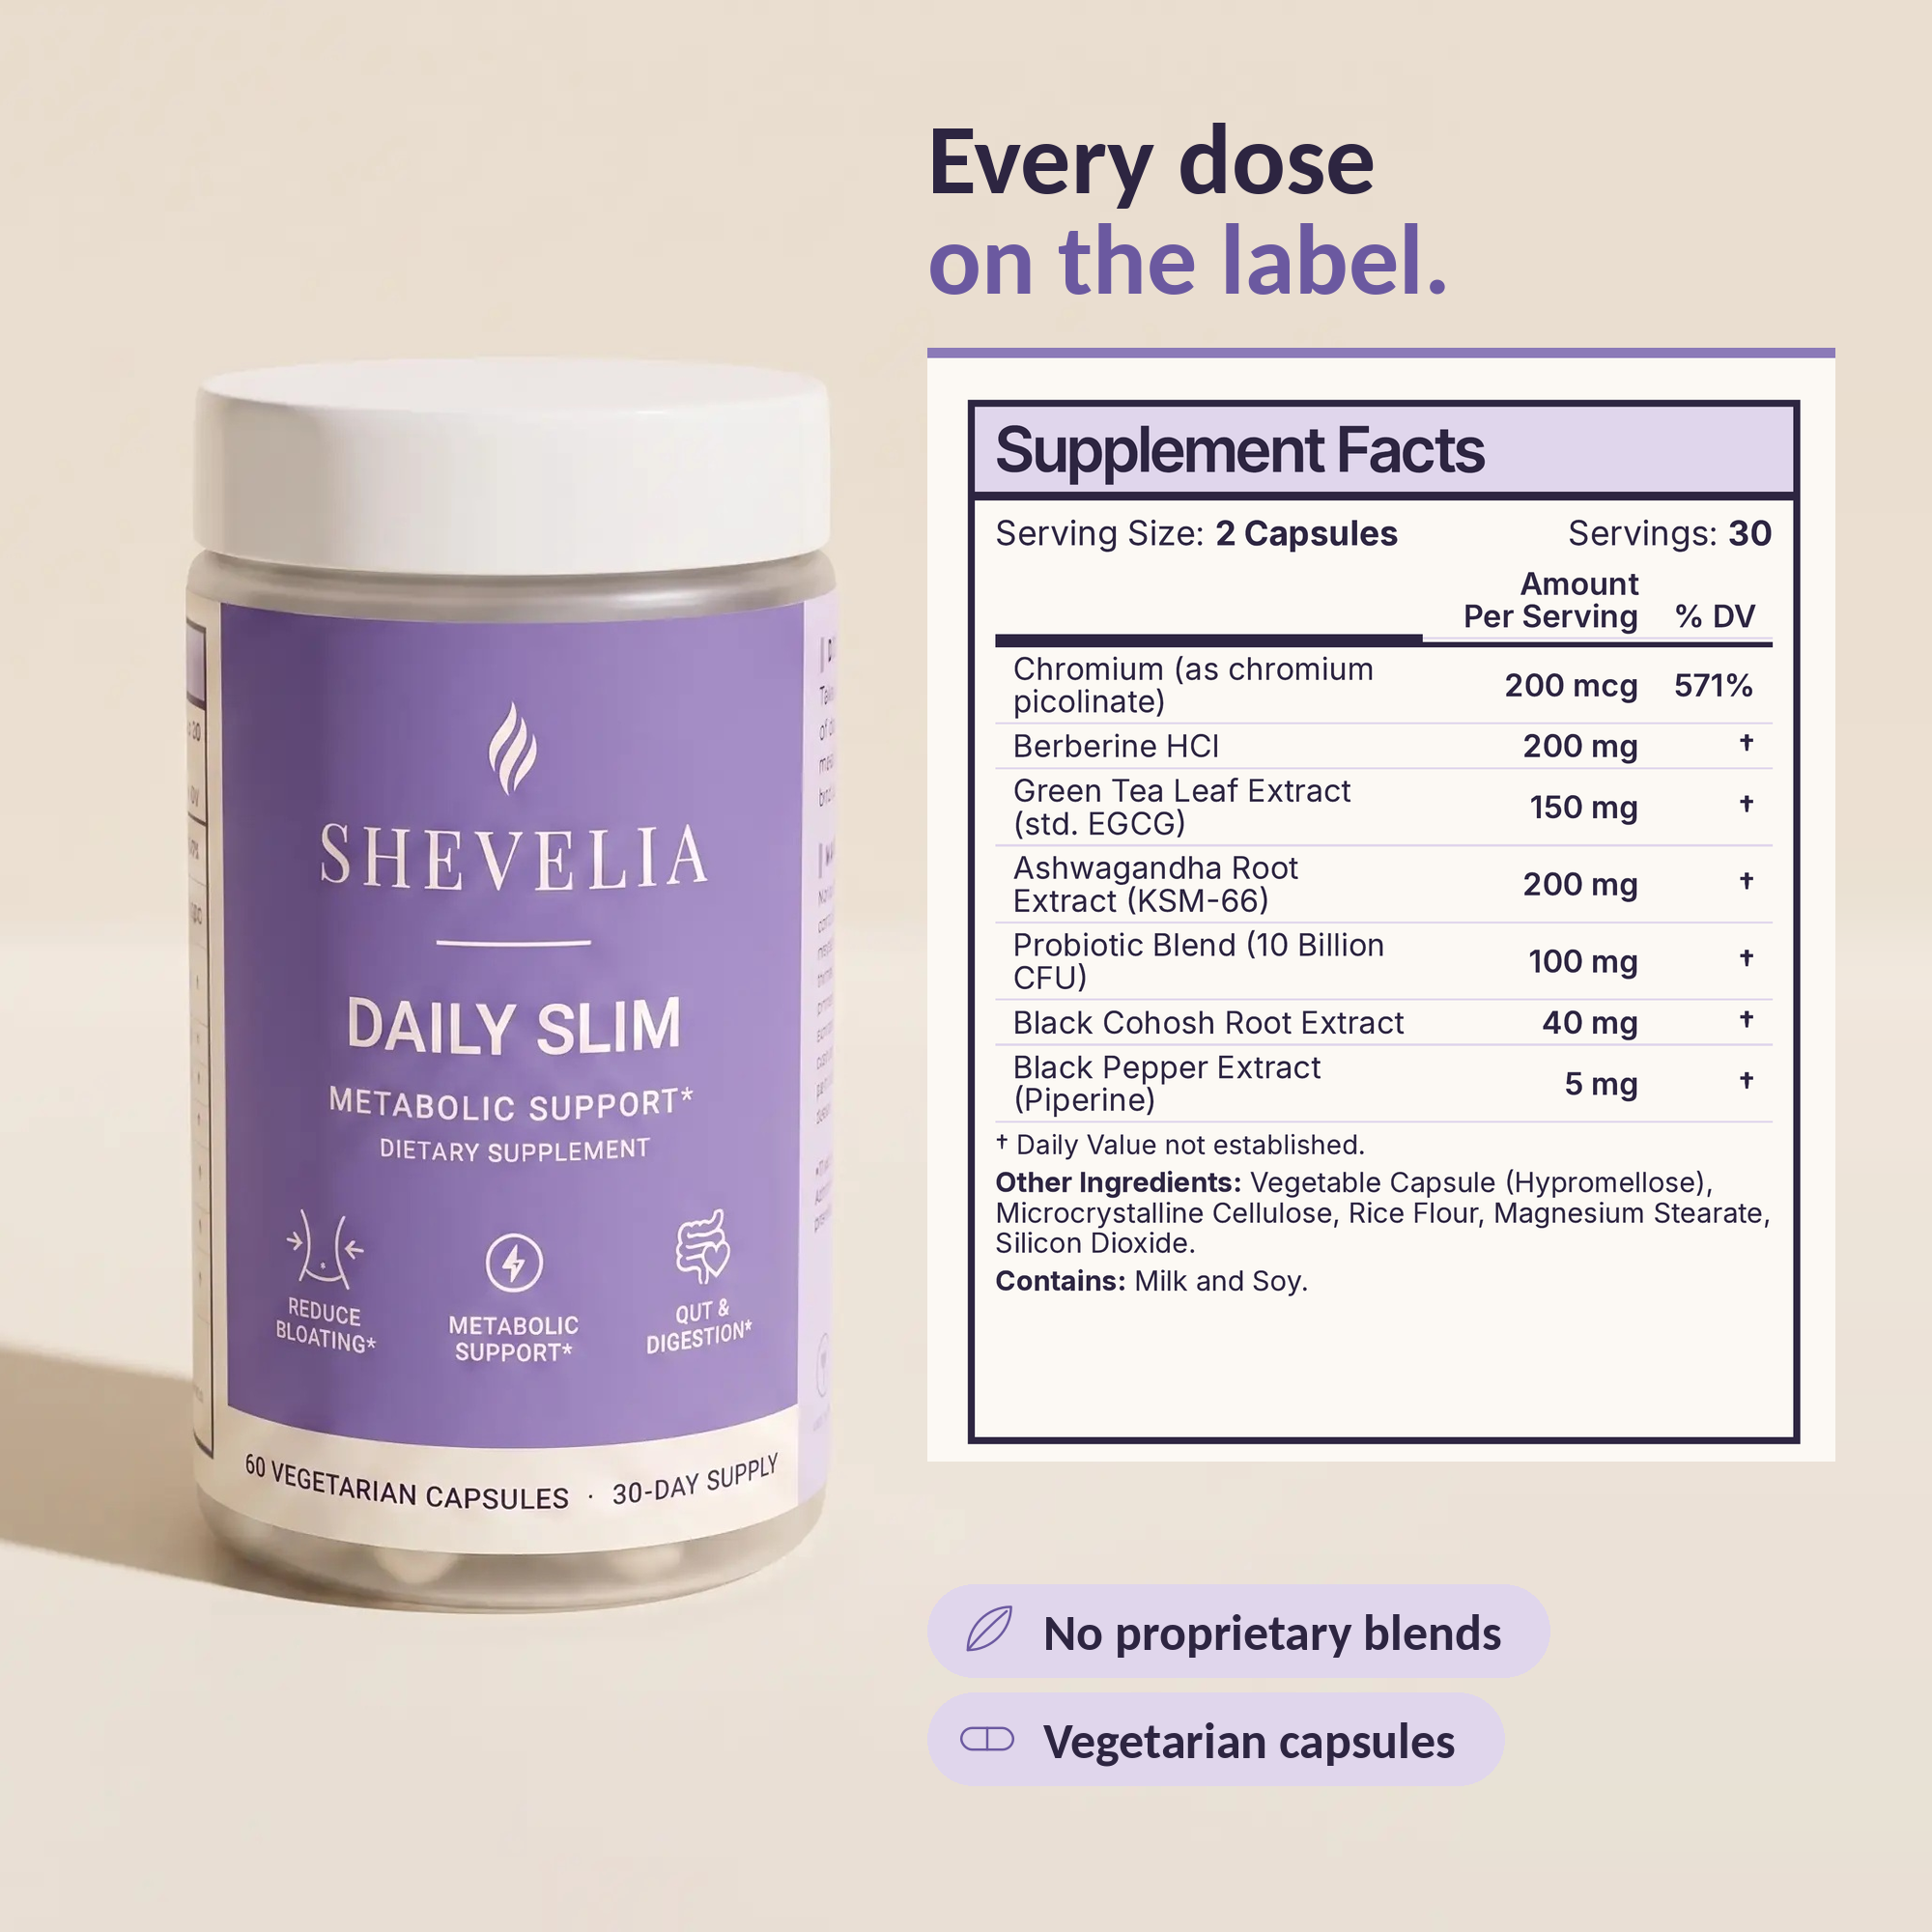 Every dose
on the label.
SHEVELIA
DAILY SLIM
METABOLIC SUPPORT*
DIETARY SUPPLEMENT
REDUCE
BLOATING*
METABOLIC
SUPPORT*
QUT &
DIGESTION*
60 VEGETARIAN CAPSULES · 30-DAY SUPPLY
Supplement Facts
Serving Size: 2 Capsules Servings: 30
Amount
Per Serving % DV
Chromium (as chromium
picolinate) 200 mcg 571%
Berberine HCl 200 mg †
Green Tea Leaf Extract
(std. EGCG) 150 mg †
Ashwagandha Root
Extract (KSM-66) 200 mg †
Probiotic Blend (10 Billion
CFU) 100 mg †
Black Cohosh Root Extract 40 mg †
Black Pepper Extract
(Piperine) 5 mg †
† Daily Value not established.
Other Ingredients: Vegetable Capsule (Hypromellose),
Microcrystalline Cellulose, Rice Flour, Magnesium Stearate,
Silicon Dioxide.
Contains: Milk and Soy.
No proprietary blends
Vegetarian capsules